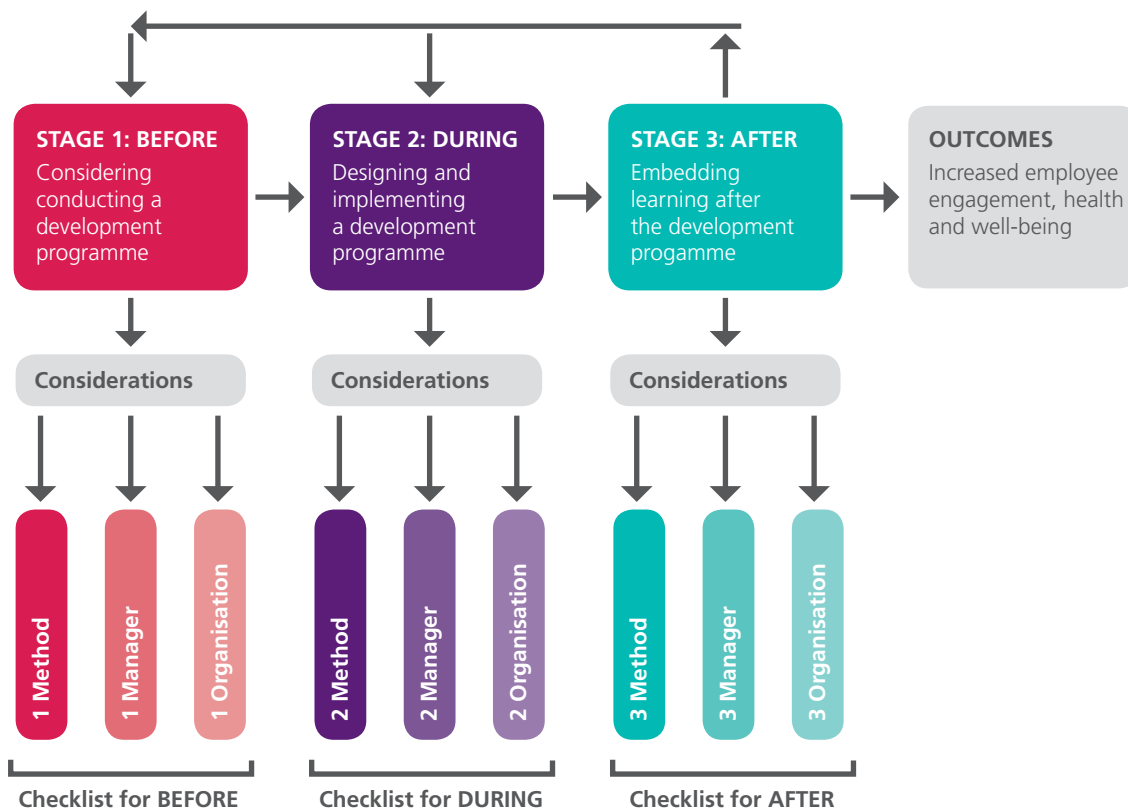 STAGE 1: BEFORE
Considering
conducting a
development
programme
STAGE 2: DURING
Designing and
implementing
a development
programme
STAGE 3: AFTER
Embedding
learning after
the development
progamme
OUTCOMES
Increased employee
engagement, health
and well-being
Considerations
Considerations
Considerations
1 Method
1 Manager
1 Organisation
2 Method
2 Manager
2 Organisation
3 Method
3 Manager
3 Organisation
Checklist for BEFORE
Checklist for DURING
Checklist for AFTER